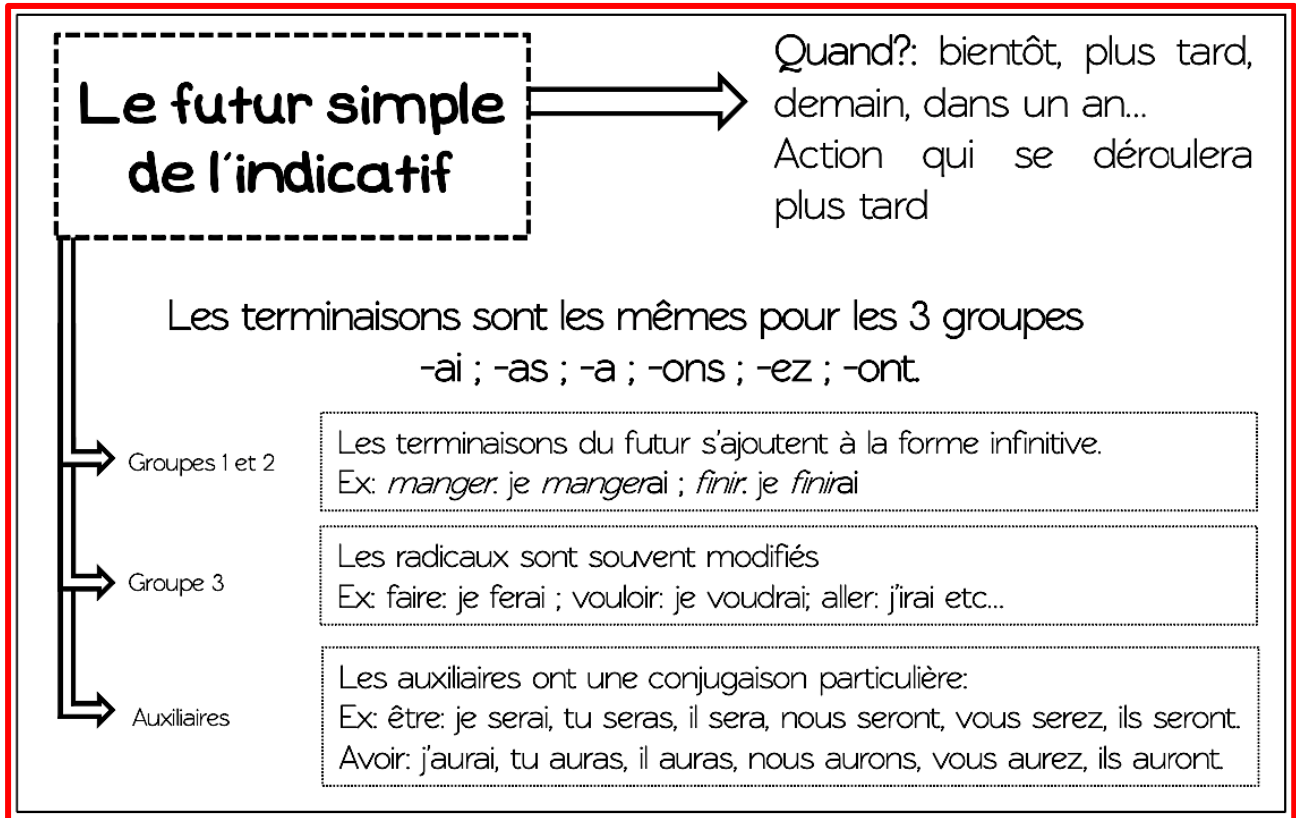 Le futur simple
de l'indicatif
Quand?: bientôt, plus tard,
demain, dans un an...
Action qui se déroulera
plus tard
Les terminaisons sont les mêmes pour les 3 groupes
-ai ; -as ; -a ; -ons ; -ez ; -ont.
Groupes 1 et 2
Les terminaisons du futur s'ajoutent à la forme infinitive.
Ex: manger: je mangerai ; finir: je finirai
Groupe 3
Les radicaux sont souvent modifiés
Ex: faire: je ferai ; vouloir: je voudrai; aller: j'irai etc...
Auxiliaires
Les auxiliaires ont une conjugaison particulière:
Ex: être: je serai, tu seras, il sera, nous seront, vous serez, ils seront.
Avoir: j'aurai, tu auras, il auras, nous aurons, vous aurez, ils auront.